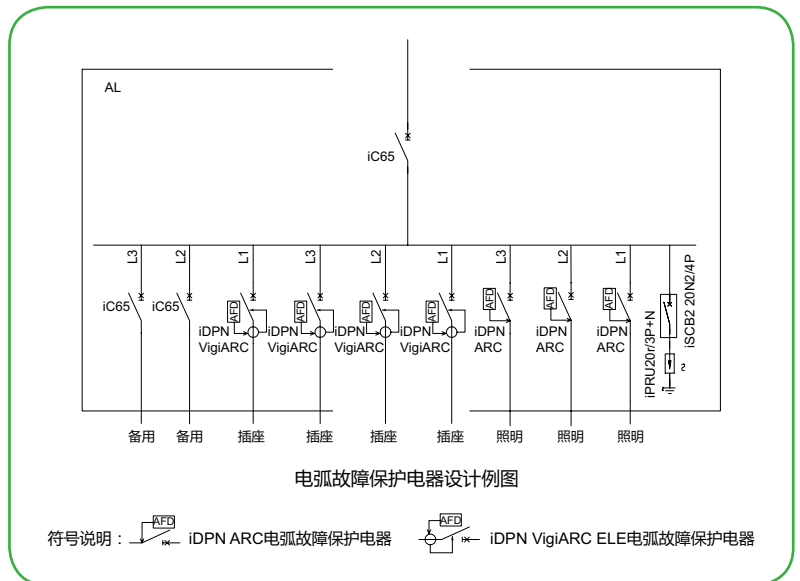 AL
iC65
L3 L2 L1 L3 L2 L1 L3 L2 L1
AFD AFD AFD AFD AFD AFD AFD
iC65 iC65 iDPN iDPN iDPN iDPN iDPN iDPN iDPN
VigiARC VigiARC VigiARC VigiARC ARC ARC ARC
iPRU20r/3P+N
iSCB2 20N2/4P
备用 备用 插座 插座 插座 插座 照明 照明 照明
电弧故障保护电器设计例图
符号说明：AFD iDPN ARC电弧故障保护电器 AFD iDPN VigiARC ELE电弧故障保护电器